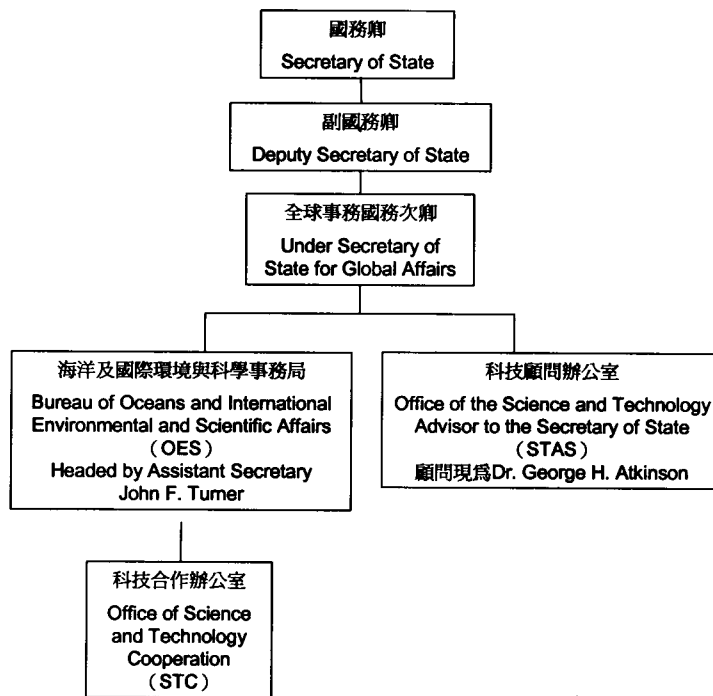 國務卿
Secretary of State
副國務卿
Deputy Secretary of State
全球事務國務次卿
Under Secretary of
State for Global Affairs
海洋及國際環境與科學事務局
Bureau of Oceans and International
Environmental and Scientific Affairs
（OES）
Headed by Assistant Secretary
John F. Turner
科技顧問辦公室
Office of the Science and Technology
Advisor to the Secretary of State
（STAS）
顧問現爲Dr. George H. Atkinson
科技合作辦公室
Office of Science
and Technology
Cooperation
（STC）